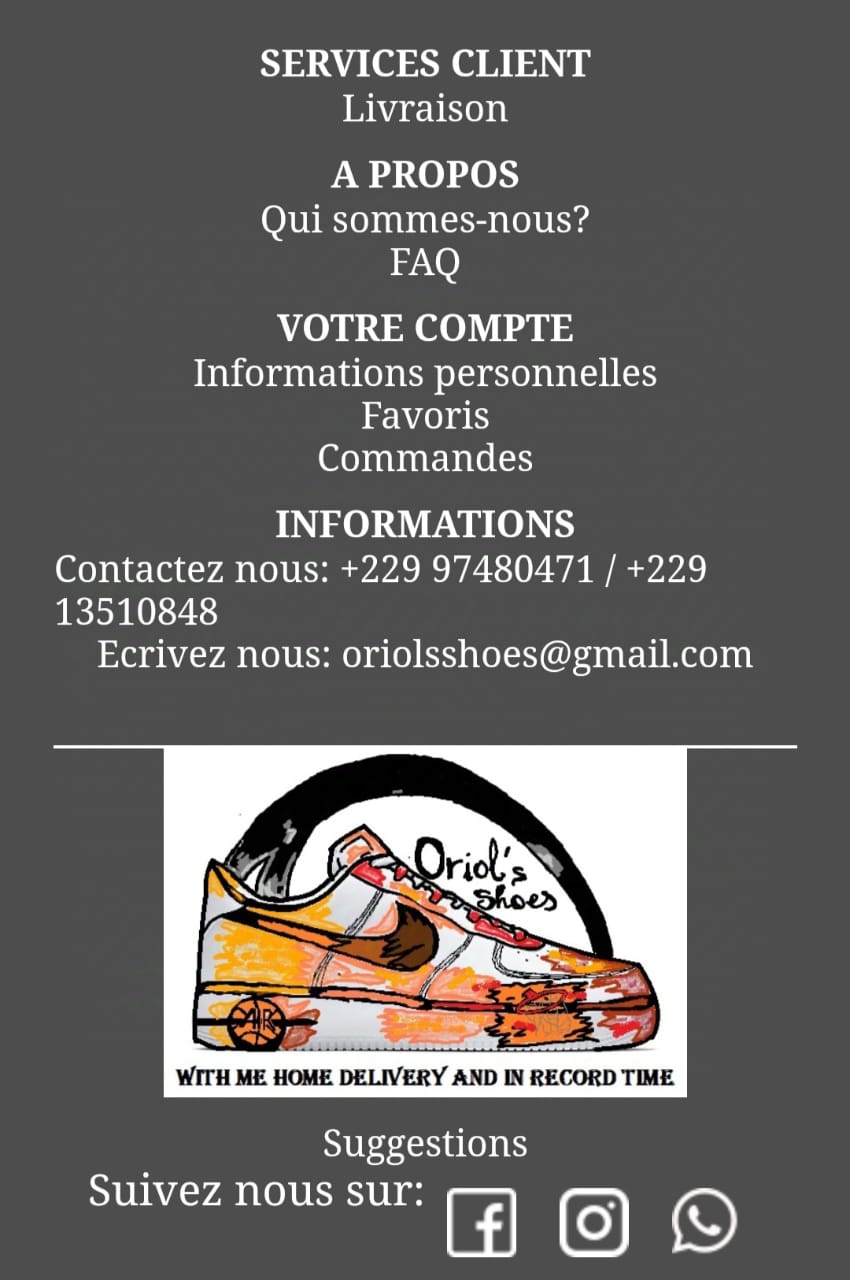 SERVICES CLIENT
Livraison
A PROPOS
Qui sommes-nous?
FAQ
VOTRE COMPTE
Informations personnelles
Favoris
Commandes
INFORMATIONS
Contactez nous: +229 97480471 / +229
13510848
Ecrivez nous: oriolsshoes@gmail.com
Oriol's
Shoes
MR
WITH ME HOME DELIVERY AND IN RECORD TIME
Suggestions
Suivez nous sur: